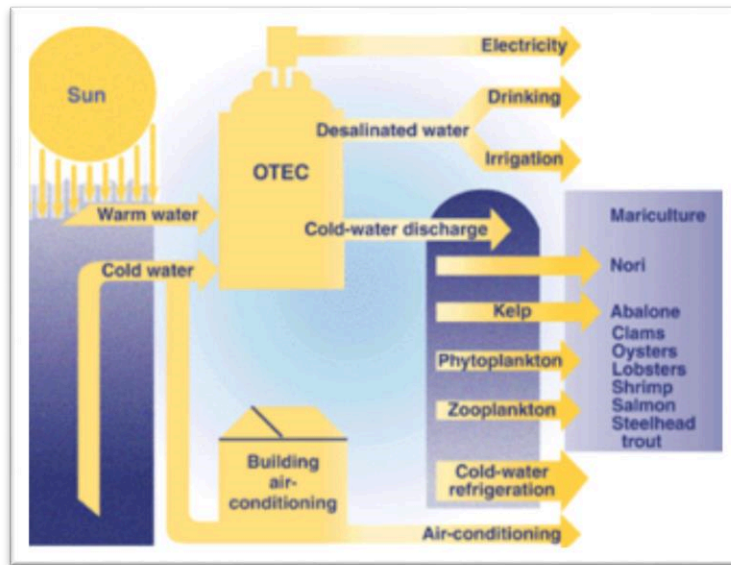 Electricity
Sun
Drinking
Desalinated water
OTEC
Irrigation
Warm water
Cold-water discharge
Mariculture
Cold water
Nori
Kelp
Abalone
Clams
Phytoplankton
Oysters
Lobsters
Shrimp
Zooplankton
Salmon
Steelhead
trout
Building
air-
conditioning
Cold-water
refrigeration
Air-conditioning